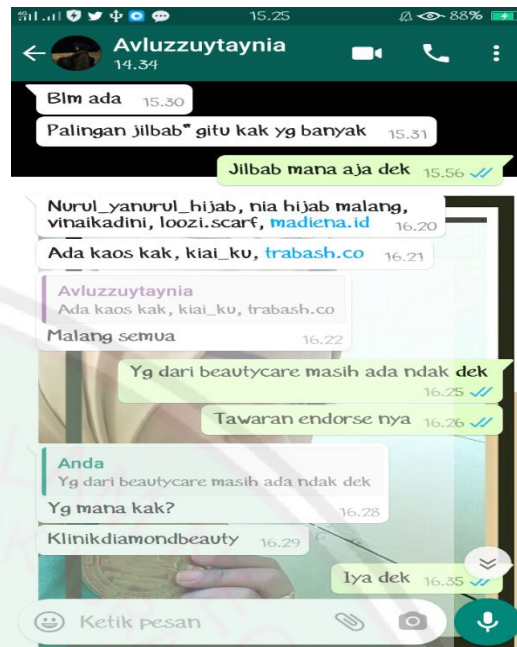 15.25
88%
Avluzzuytaynia
14.34
Blm ada 15.30
Palingan jilbab" gitu kak yg banyak 15.31
Jilbab mana aja dek 15.56
Nurul_yanurul_hijab, nia hijab malang,
vinaikadini, loozi.scarf, madiena.id 16.20
Ada kaos kak, kiai_ku, trabash.co 16.21
Avluzzuytaynia
Ada kaos kak, kiai_ku, trabash.co
Malang semua 16.22
Yg dari beautycare masih ada ndak dek
16.25
Tawaran endorse nya 16.26
Anda
Yg dari beautycare masih ada ndak dek
Yg mana kak? 16.28
Klinikdiamondbeauty 16.29
Iya dek 16.35
Ketik pesan